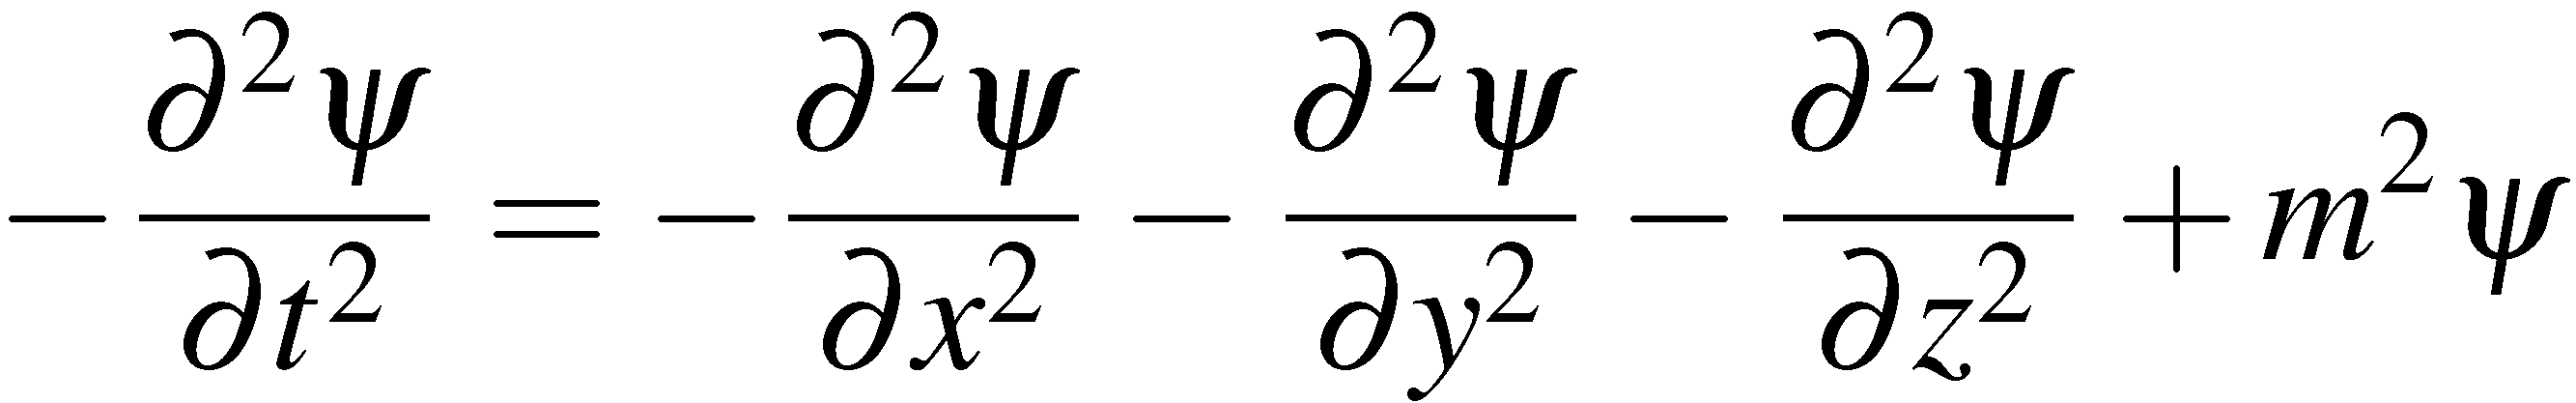 −∂²ψ/∂t² = −∂²ψ/∂x² − ∂²ψ/∂y² − ∂²ψ/∂z² + m²ψ